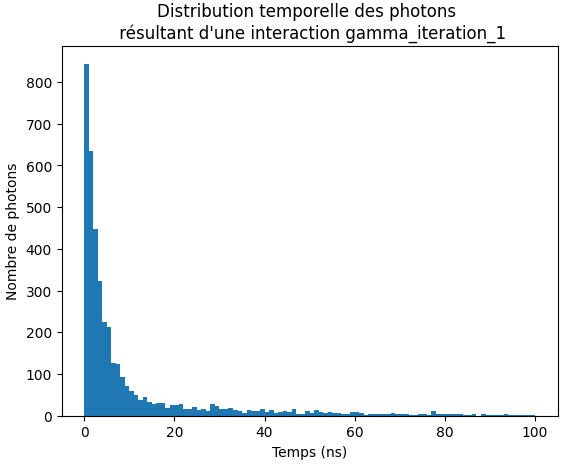 Distribution temporelle des photons
résultant d'une interaction gamma_iteration_1
Nombre de photons
800
700
600
500
400
300
200
100
0
0 20 40 60 80 100
Temps (ns)